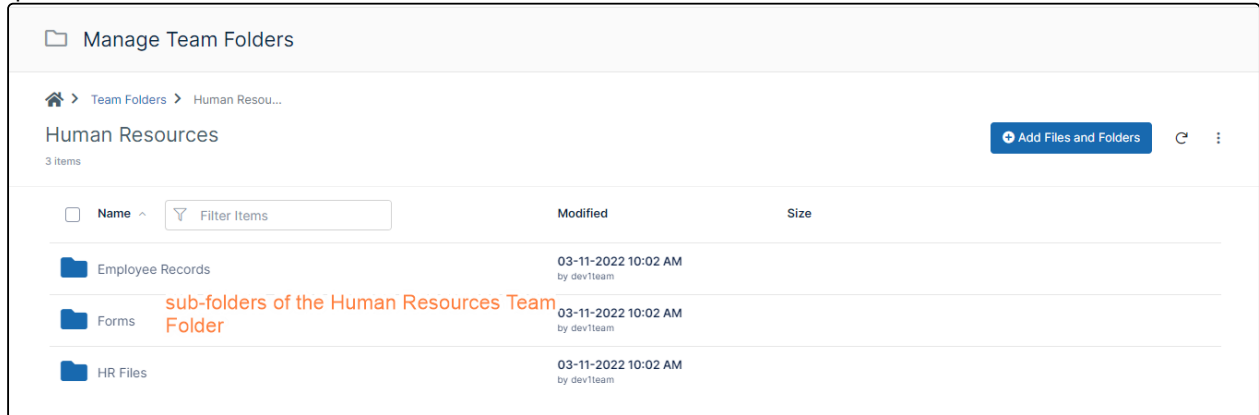 Manage Team Folders
Team Folders Human Resou...
Human Resources
Add Files and Folders
3 items
Name Filter Items Modified Size
Employee Records 03-11-2022 10:02 AM
by dev1team
sub-folders of the Human Resources Team
Folder
Forms 03-11-2022 10:02 AM
by dev1team
HR Files 03-11-2022 10:02 AM
by dev1team